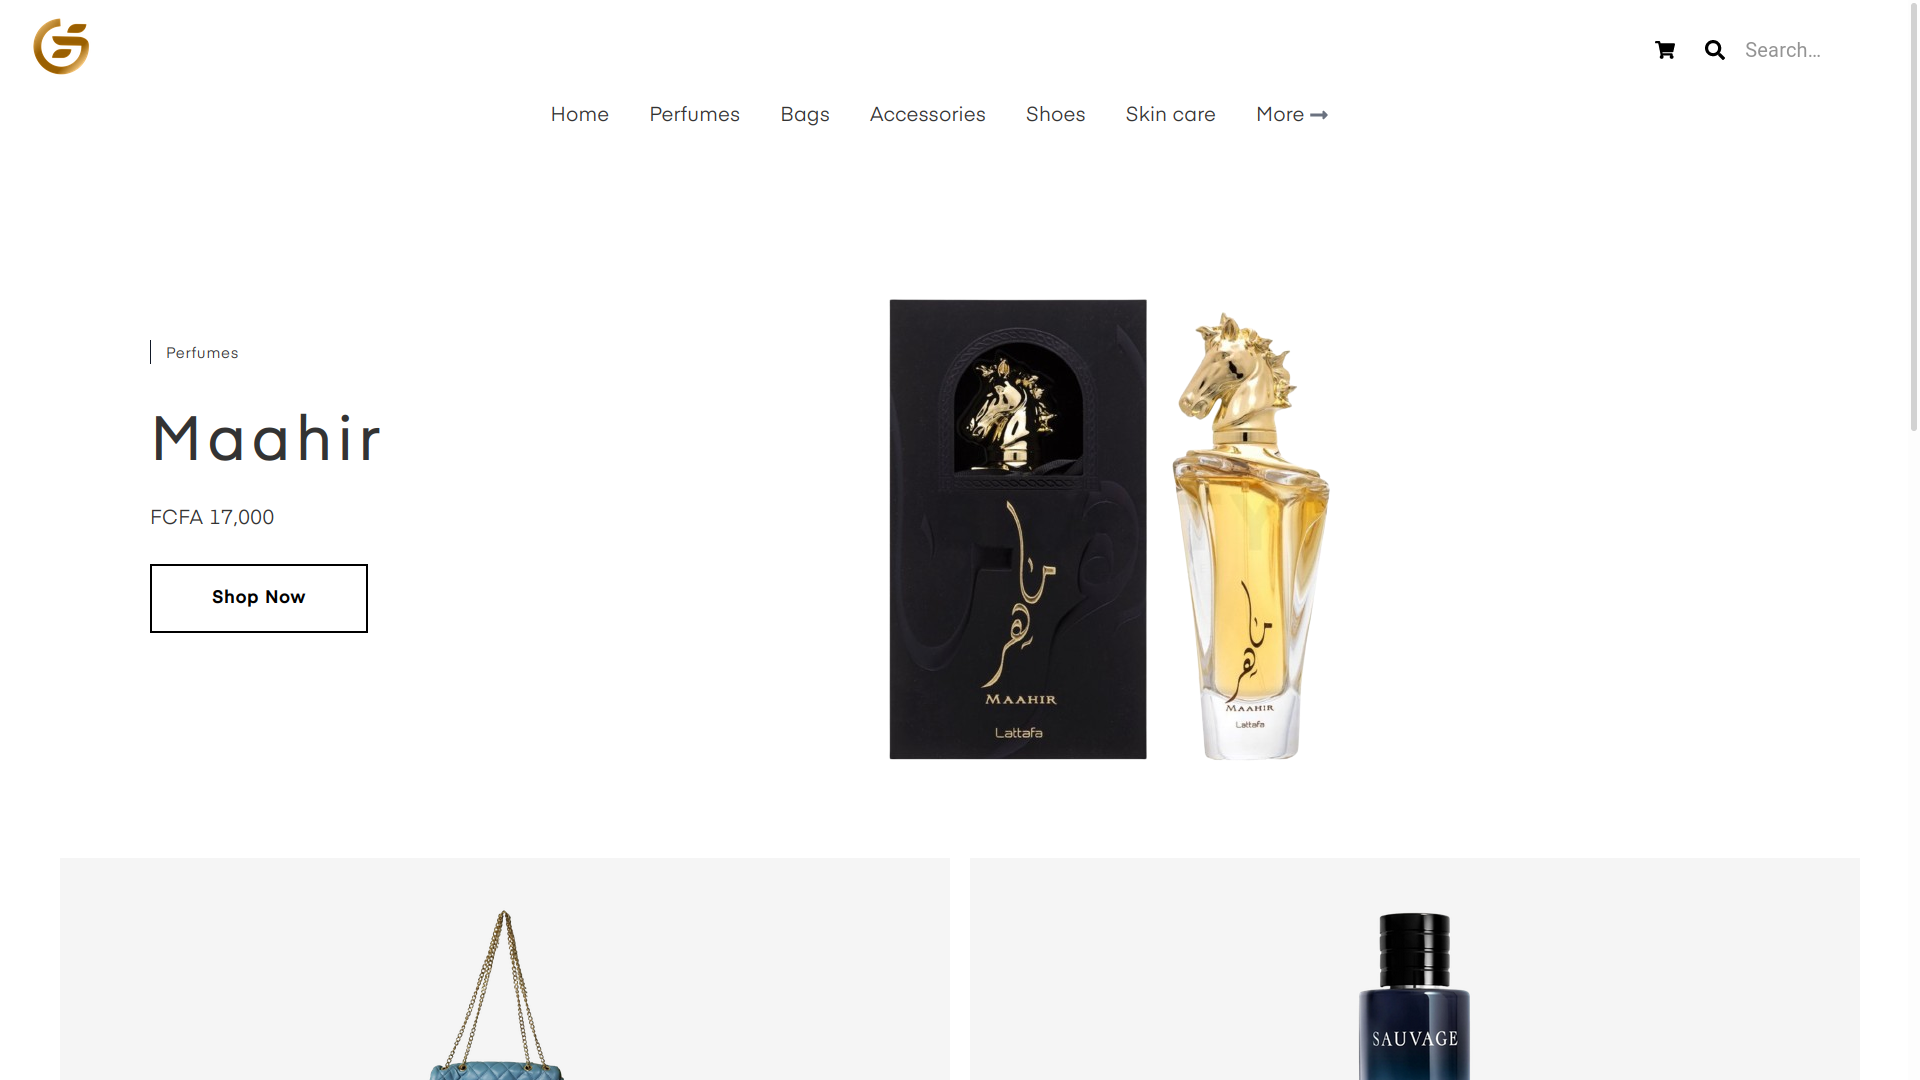 Search...
Home Perfumes Bags Accessories Shoes Skin care More
Perfumes
Maahir
FCFA 17,000
Shop Now
ماهر
MAAHIR
Lattafa
ماهر
MAAHIR
Lattafa
SAUVAGE